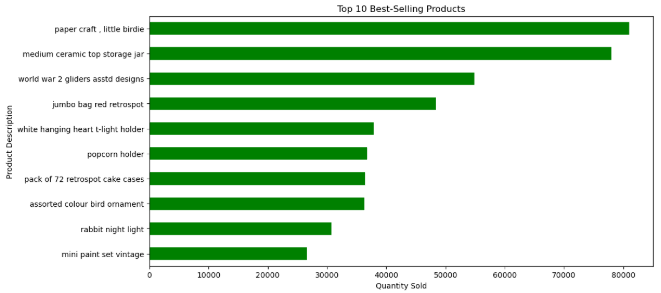 Top 10 Best-Selling Products
Product Description
paper craft , little birdie
medium ceramic top storage jar
world war 2 gliders asstd designs
jumbo bag red retrospot
white hanging heart t-light holder
popcorn holder
pack of 72 retrospot cake cases
assorted colour bird ornament
rabbit night light
mini paint set vintage
0 10000 20000 30000 40000 50000 60000 70000 80000
Quantity Sold